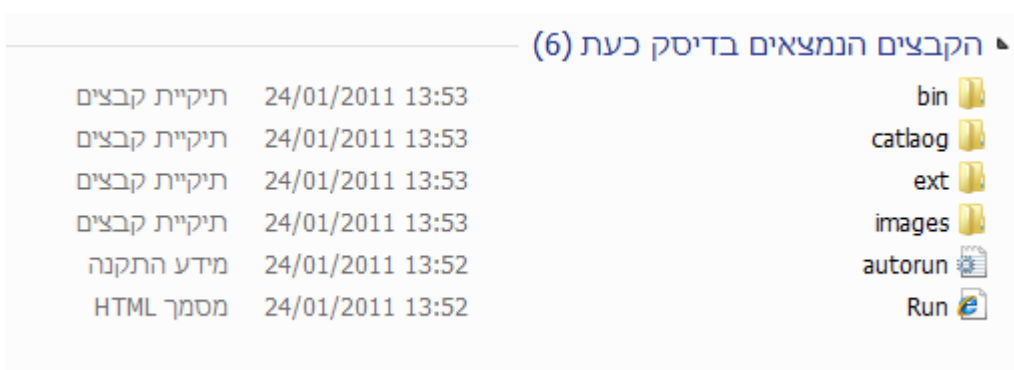 הקבצים הנמצאים בדיסק כעת (6)
bin 24/01/2011 13:53 תיקיית קבצים
catlaog 24/01/2011 13:53 תיקיית קבצים
ext 24/01/2011 13:53 תיקיית קבצים
images 24/01/2011 13:53 תיקיית קבצים
autorun 24/01/2011 13:52 מידע התקנה
Run 24/01/2011 13:52 מסמך HTML